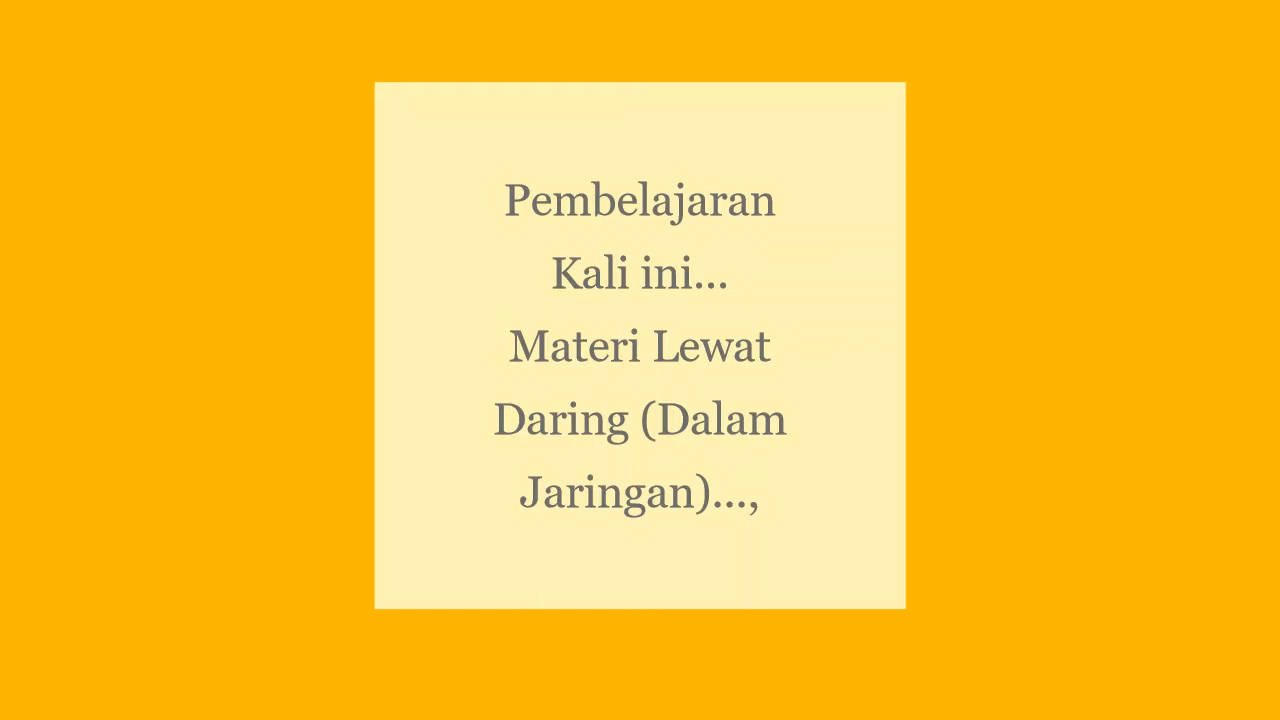 Pembelajaran
Kali ini...
Materi Lewat
Daring (Dalam
Jaringan)...,